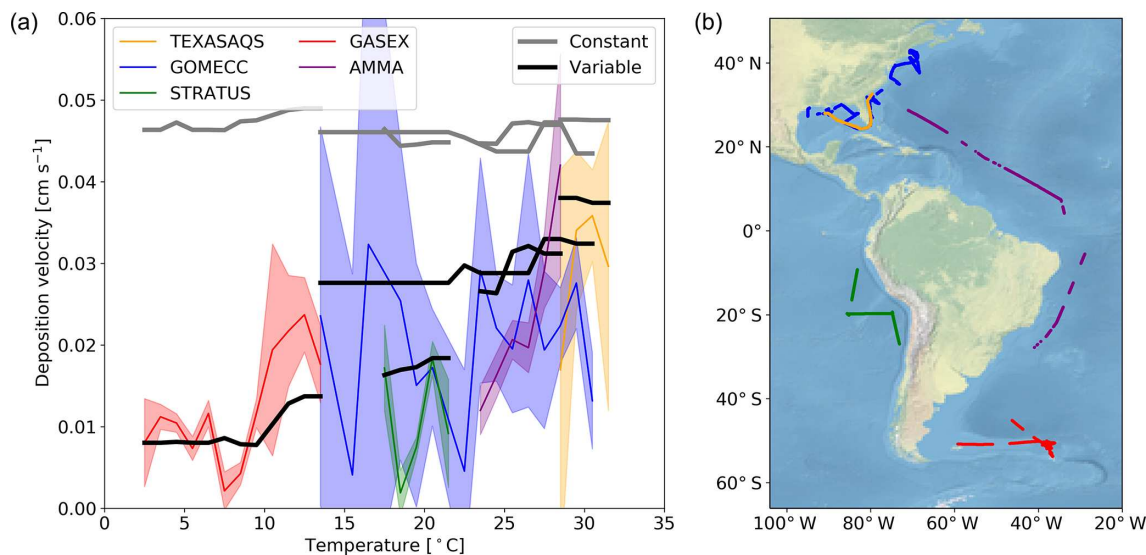 (a)
0.06
0.05
0.04
0.03
0.02
0.01
0.00
Deposition velocity [cm s⁻¹]
TEXASAQS
GOMECC
STRATUS
GASEX
AMMA
Constant
Variable
0 5 10 15 20 25 30 35
Temperature [°C]
(b)
40° N
20° N
0°
20° S
40° S
60° S
100° W 80° W 60° W 40° W 20° W